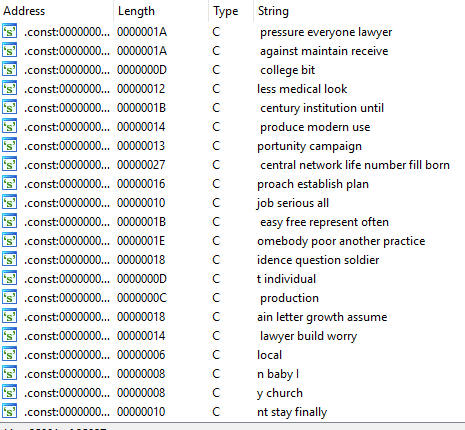 Address Length Type String
's' .const:0000000... 0000001A C pressure everyone lawyer
's' .const:0000000... 0000001A C against maintain receive
's' .const:0000000... 0000000D C college bit
's' .const:0000000... 00000012 C less medical look
's' .const:0000000... 0000001B C century institution until
's' .const:0000000... 00000014 C produce modern use
's' .const:0000000... 00000013 C portunity campaign
's' .const:0000000... 00000027 C central network life number fill born
's' .const:0000000... 00000016 C proach establish plan
's' .const:0000000... 00000010 C job serious all
's' .const:0000000... 0000001B C easy free represent often
's' .const:0000000... 0000001E C omebody poor another practice
's' .const:0000000... 00000018 C idence question soldier
's' .const:0000000... 0000000D C t individual
's' .const:0000000... 0000000C C production
's' .const:0000000... 00000018 C ain letter growth assume
's' .const:0000000... 00000014 C lawyer build worry
's' .const:0000000... 00000006 C local
's' .const:0000000... 00000008 C n baby l
's' .const:0000000... 00000008 C y church
's' .const:0000000... 00000010 C nt stay finally